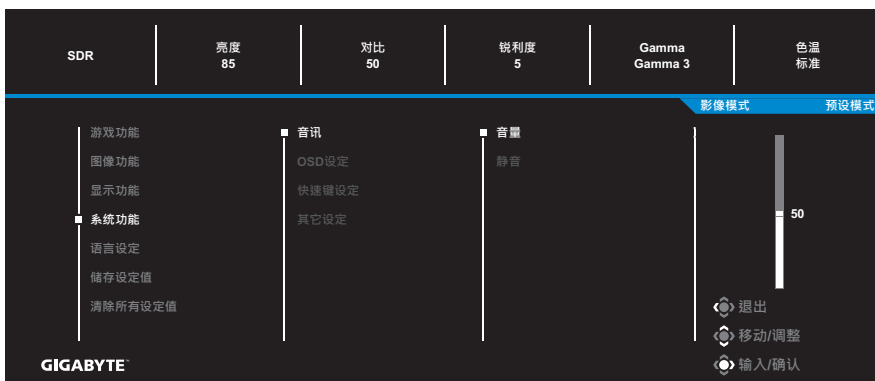 SDR
亮度
85
对比
50
锐利度
5
Gamma
Gamma 3
色温
标准
影像模式 预设模式
游戏功能
图像功能
显示功能
系统功能
语言设定
储存设定值
清除所有设定值
音讯
OSD设定
快速键设定
其它设定
音量
静音
50
退出
移动/调整
输入/确认
GIGABYTE™